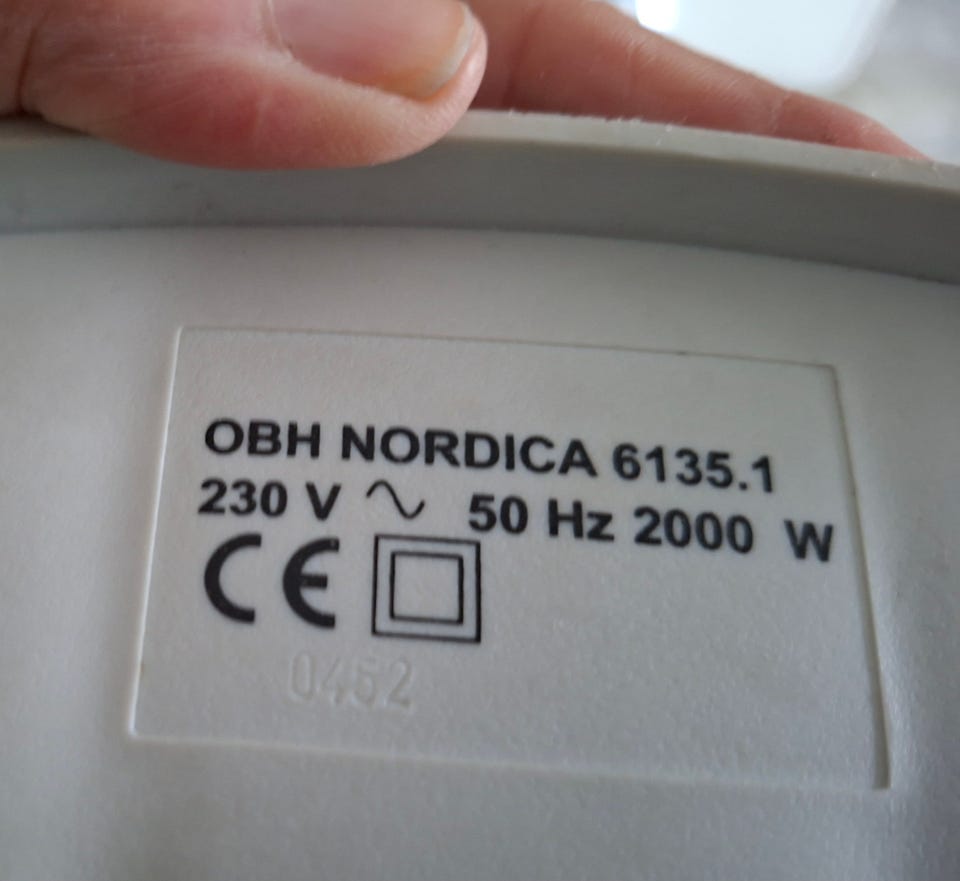 OBH NORDICA 6135.1
230 V ~ 50 Hz 2000 W
CE
0452